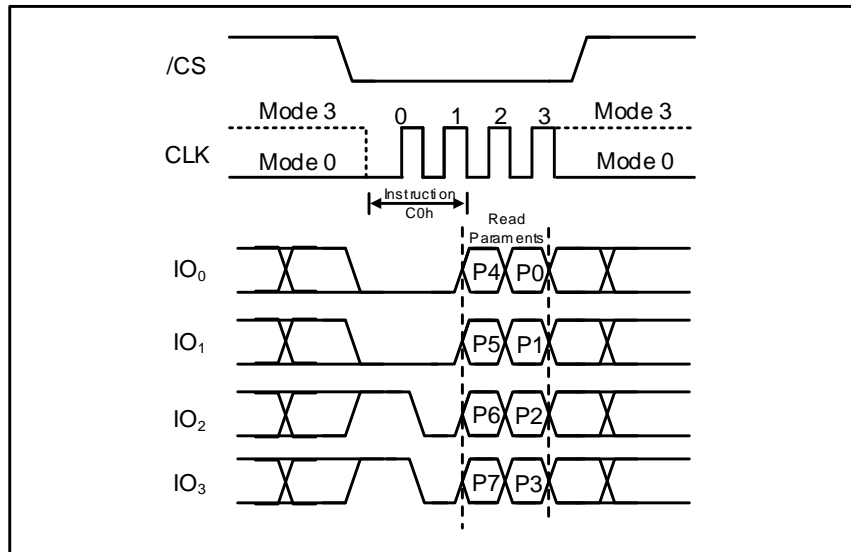 /CS
Mode 3 0 1 2 3 Mode 3
CLK
Mode 0 Mode 0
Instruction
C0h
Read
Paraments
IO₀ P4 P0
IO₁ P5 P1
IO₂ P6 P2
IO₃ P7 P3